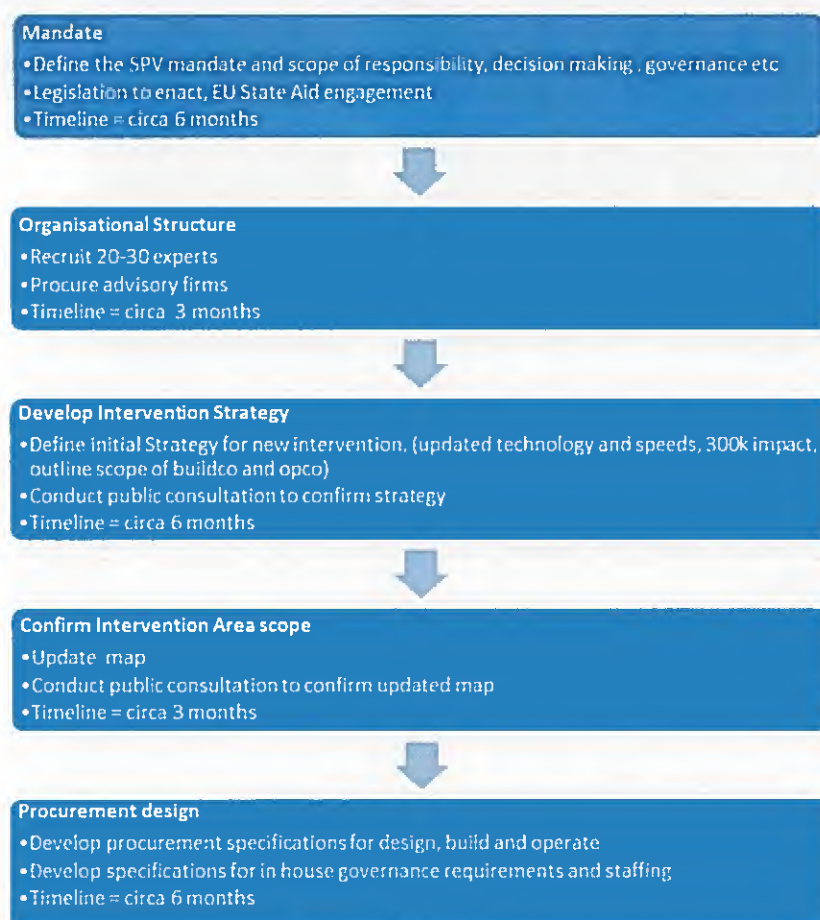 Mandate
•Define the SPV mandate and scope of responsibility, decision making , governance etc
•Legislation to enact, EU State Aid engagement
•Timeline = circa 6 months
Organisational Structure
•Recruit 20-30 experts
•Procure advisory firms
•Timeline = circa 3 months
Develop Intervention Strategy
•Define initial Strategy for new intervention, (updated technology and speeds, 300k impact,
outline scope of buildco and opco)
•Conduct public consultation to confirm strategy
•Timeline = circa 6 months
Confirm Intervention Area scope
•Update map
•Conduct public consultation to confirm updated map
•Timeline = circa 3 months
Procurement design
•Develop procurement specifications for design, build and operate
•Develop specifications for in house governance requirements and staffing
•Timeline = circa 6 months